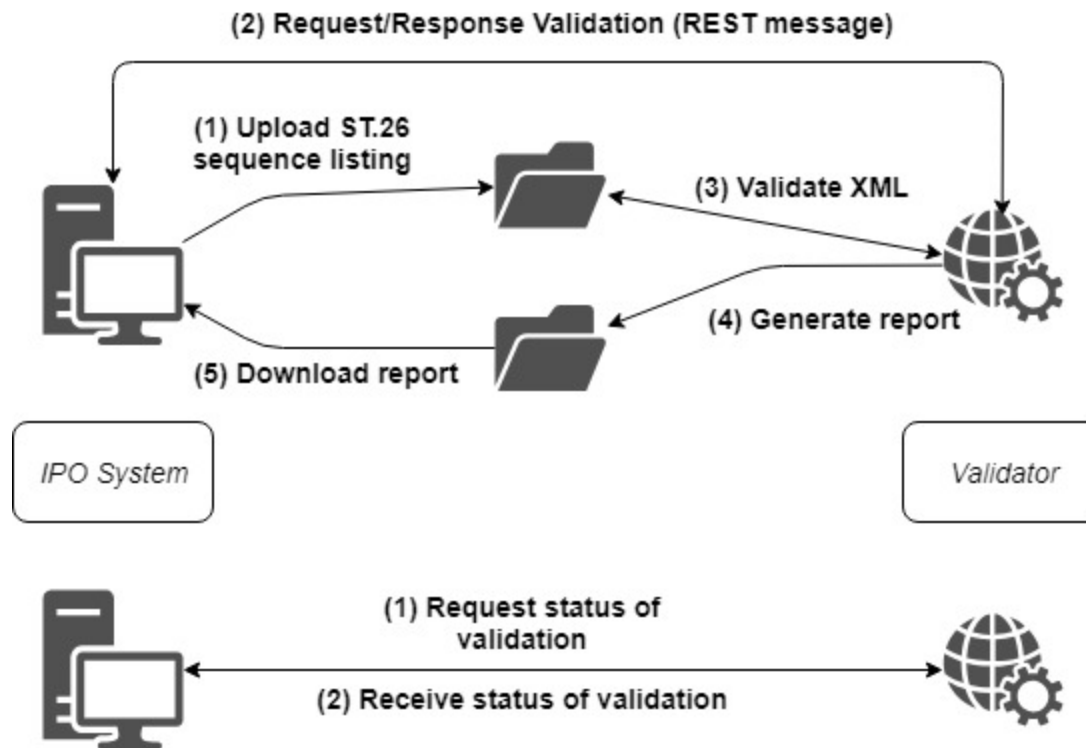 (2) Request/Response Validation (REST message)
(1) Upload ST.26
sequence listing
(3) Validate XML
(4) Generate report
(5) Download report
IPO System
Validator
(1) Request status of
validation
(2) Receive status of validation